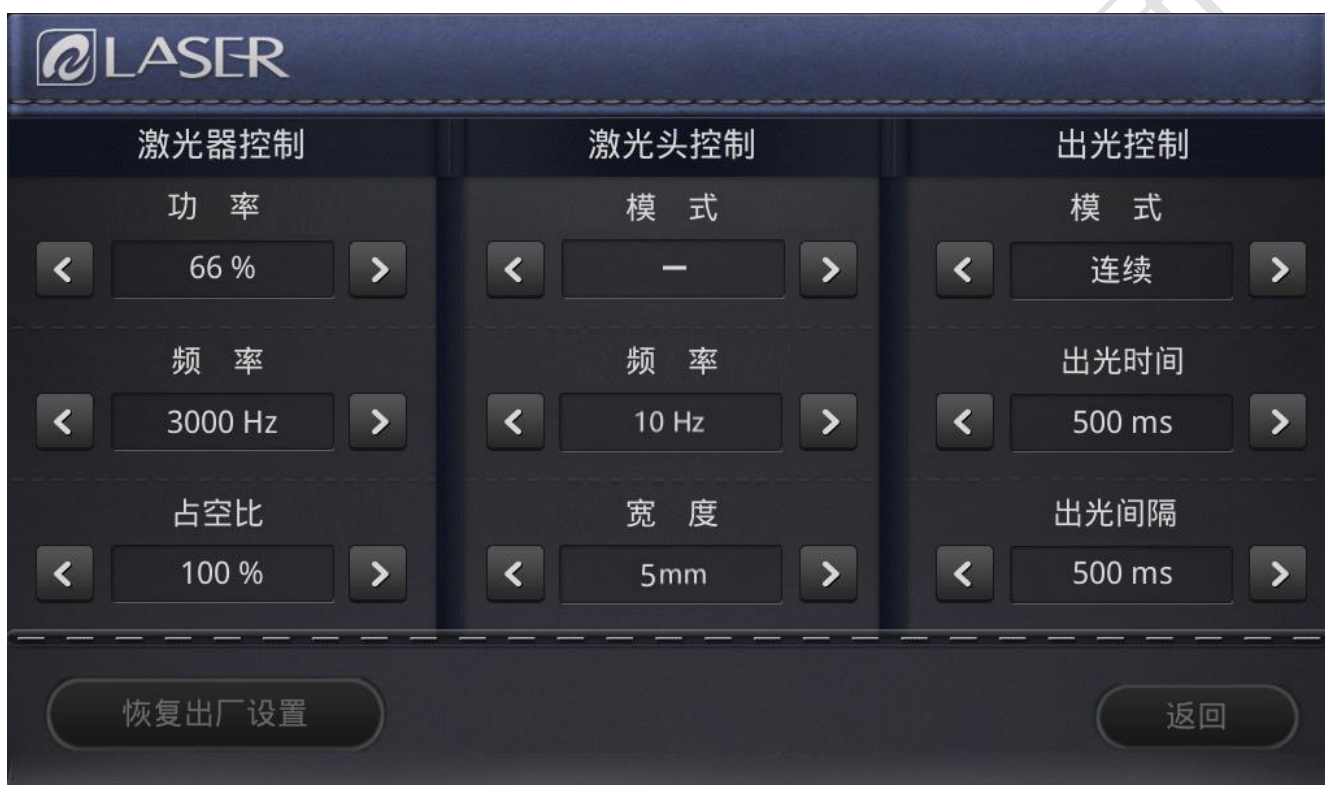 LASER
激光器控制 激光头控制 出光控制
功 率 模 式 模 式
66 % — 连续
频 率 频 率 出光时间
3000 Hz 10 Hz 500 ms
占空比 宽 度 出光间隔
100 % 5mm 500 ms
恢复出厂设置 返回